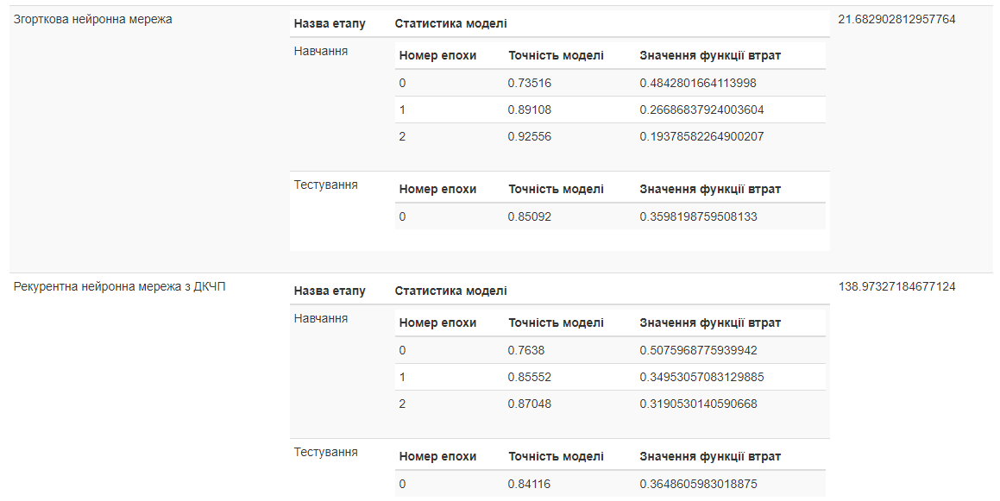 Згорткова нейронна мережа Назва етапу Статистика моделі 21.682902812957764
Навчання Номер епохи Точність моделі Значення функції втрат
0 0.73516 0.4842801664113998
1 0.89108 0.26686837924003604
2 0.92556 0.19378582264900207
Тестування Номер епохи Точність моделі Значення функції втрат
0 0.85092 0.3598198759508133
Рекурентна нейронна мережа з ДКЧП Назва етапу Статистика моделі 138.97327184677124
Навчання Номер епохи Точність моделі Значення функції втрат
0 0.7638 0.5075968775939942
1 0.85552 0.34953057083129885
2 0.87048 0.3190530140590668
Тестування Номер епохи Точність моделі Значення функції втрат
0 0.84116 0.3648605983018875